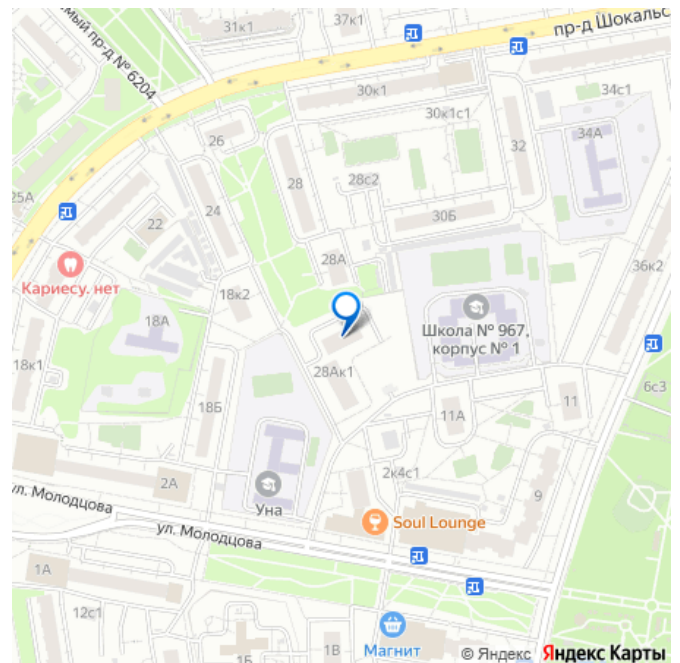 31к1
37к1
пр-д Шокальс
мый пр-д № 6204
30к1
34с1
30к1с1
26
34А
32
28с2
28
25А
24
30Б
22
28А
36к2
Кариесу. нет
18к2
18А
Школа № 967,
корпус № 1
18к1
28Ак1
6с3
18Б
11А
11
2к4с1
2А
Уна
9
ул. Молодцова
Soul Lounge
ул. Молодцова
1А
12с1
1Б
1В
Магнит
© Яндекс Яндекс Карты